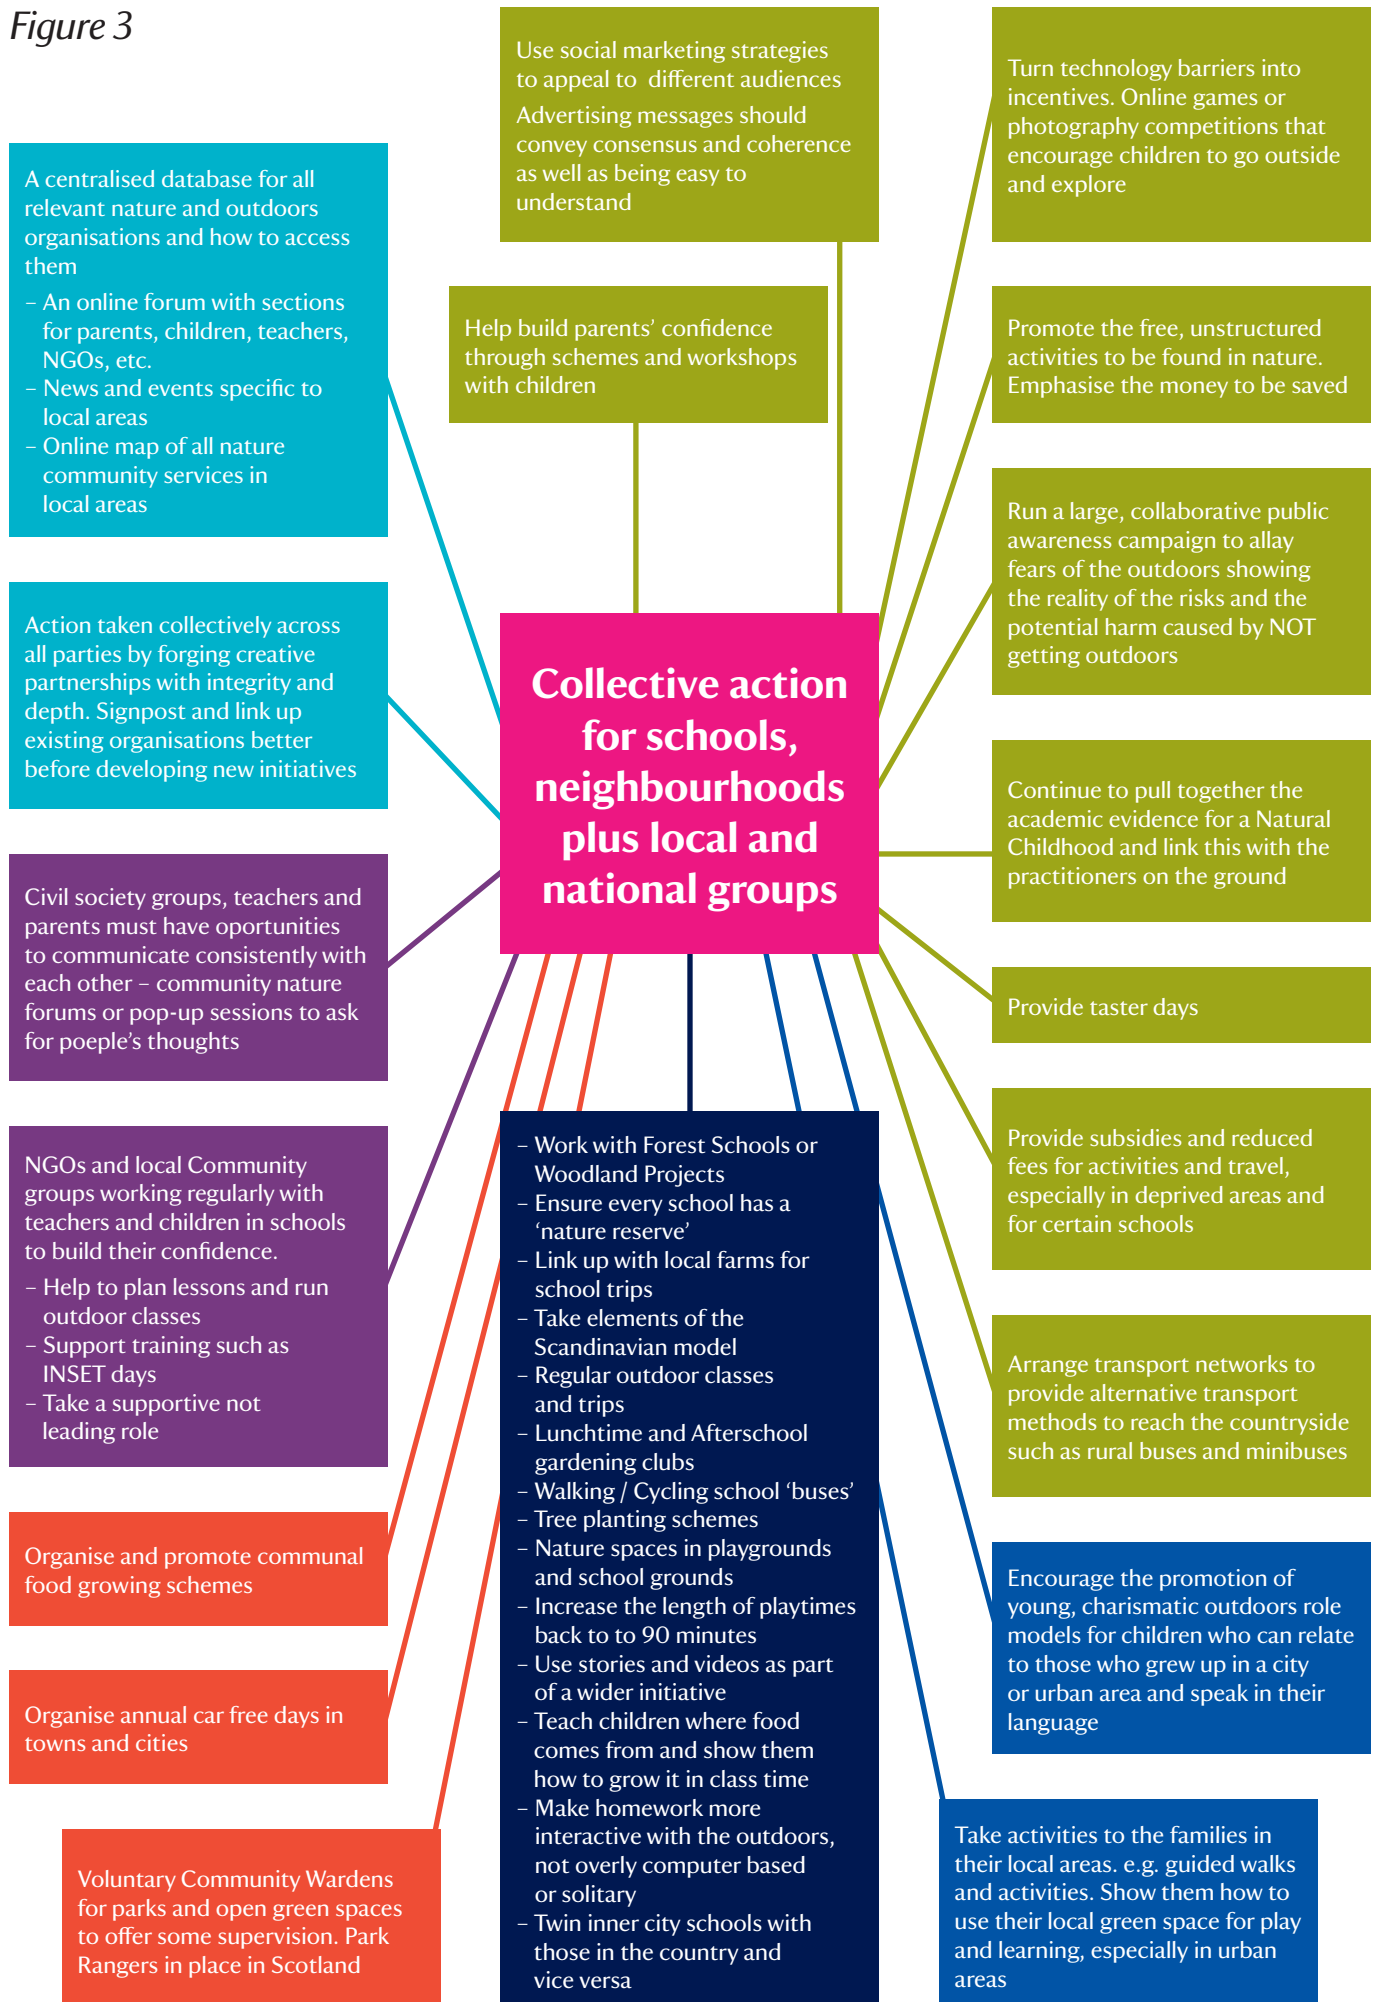 Figure 3
Use social marketing strategies
to appeal to different audiences
Advertising messages should
convey consensus and coherence
as well as being easy to
understand
Turn technology barriers into
incentives. Online games or
photography competitions that
encourage children to go outside
and explore
A centralised database for all
relevant nature and outdoors
organisations and how to access
them
– An online forum with sections
for parents, children, teachers,
NGOs, etc.
– News and events specific to
local areas
– Online map of all nature
community services in
local areas
Help build parents’ confidence
through schemes and workshops
with children
Promote the free, unstructured
activities to be found in nature.
Emphasise the money to be saved
Run a large, collaborative public
awareness campaign to allay
fears of the outdoors showing
the reality of the risks and the
potential harm caused by NOT
getting outdoors
Action taken collectively across
all parties by forging creative
partnerships with integrity and
depth. Signpost and link up
existing organisations better
before developing new initiatives
Collective action
for schools,
neighbourhoods
plus local and
national groups
Continue to pull together the
academic evidence for a Natural
Childhood and link this with the
practitioners on the ground
Civil society groups, teachers and
parents must have oportunities
to communicate consistently with
each other – community nature
forums or pop-up sessions to ask
for poeple’s thoughts
Provide taster days
NGOs and local Community
groups working regularly with
teachers and children in schools
to build their confidence.
– Help to plan lessons and run
outdoor classes
– Support training such as
INSET days
– Take a supportive not
leading role
– Work with Forest Schools or
Woodland Projects
– Ensure every school has a
‘nature reserve’
– Link up with local farms for
school trips
– Take elements of the
Scandinavian model
– Regular outdoor classes
and trips
– Lunchtime and Afterschool
gardening clubs
– Walking / Cycling school ‘buses’
– Tree planting schemes
– Nature spaces in playgrounds
and school grounds
– Increase the length of playtimes
back to to 90 minutes
– Use stories and videos as part
of a wider initiative
– Teach children where food
comes from and show them
how to grow it in class time
– Make homework more
interactive with the outdoors,
not overly computer based
or solitary
– Twin inner city schools with
those in the country and
vice versa
Provide subsidies and reduced
fees for activities and travel,
especially in deprived areas and
for certain schools
Arrange transport networks to
provide alternative transport
methods to reach the countryside
such as rural buses and minibuses
Organise and promote communal
food growing schemes
Organise annual car free days in
towns and cities
Encourage the promotion of
young, charismatic outdoors role
models for children who can relate
to those who grew up in a city
or urban area and speak in their
language
Voluntary Community Wardens
for parks and open green spaces
to offer some supervision. Park
Rangers in place in Scotland
Take activities to the families in
their local areas. e.g. guided walks
and activities. Show them how to
use their local green space for play
and learning, especially in urban
areas